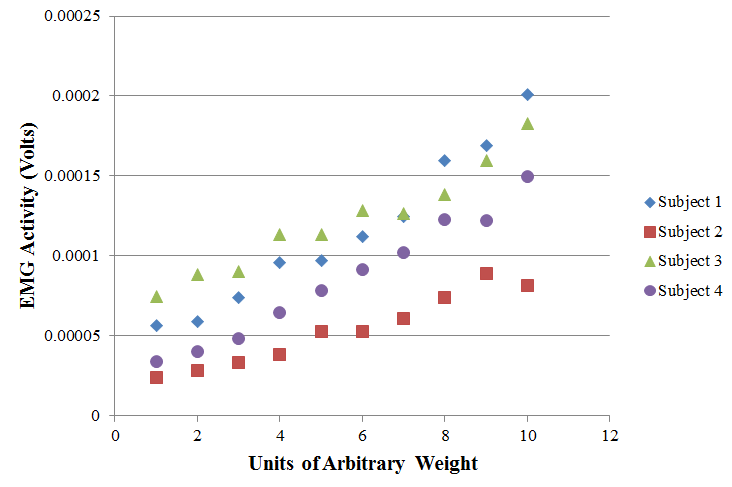 0.00025
0.0002
0.00015
0.0001
0.00005
0
0 2 4 6 8 10 12
EMG Activity (Volts)
Units of Arbitrary Weight
Subject 1
Subject 2
Subject 3
Subject 4